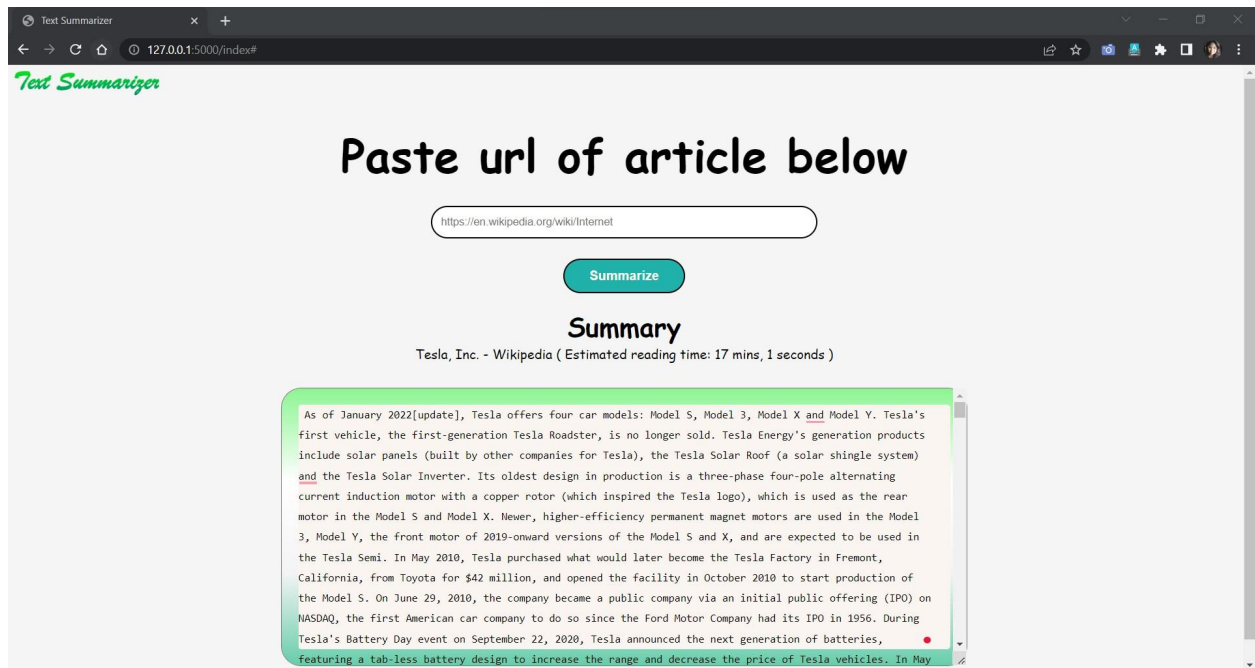 Text Summarizer
127.0.0.1:5000/index#
Text Summarizer
Paste url of article below
https://en.wikipedia.org/wiki/Internet
Summarize
Summary
Tesla, Inc. - Wikipedia ( Estimated reading time: 17 mins, 1 seconds )
As of January 2022[update], Tesla offers four car models: Model S, Model 3, Model X and Model Y. Tesla's
first vehicle, the first-generation Tesla Roadster, is no longer sold. Tesla Energy's generation products
include solar panels (built by other companies for Tesla), the Tesla Solar Roof (a solar shingle system)
and the Tesla Solar Inverter. Its oldest design in production is a three-phase four-pole alternating
current induction motor with a copper rotor (which inspired the Tesla logo), which is used as the rear
motor in the Model S and Model X. Newer, higher-efficiency permanent magnet motors are used in the Model
3, Model Y, the front motor of 2019-onward versions of the Model S and X, and are expected to be used in
the Tesla Semi. In May 2010, Tesla purchased what would later become the Tesla Factory in Fremont,
California, from Toyota for $42 million, and opened the facility in October 2010 to start production of
the Model S. On June 29, 2010, the company became a public company via an initial public offering (IPO) on
NASDAQ, the first American car company to do so since the Ford Motor Company had its IPO in 1956. During
Tesla's Battery Day event on September 22, 2020, Tesla announced the next generation of batteries,
featuring a tab-less battery design to increase the range and decrease the price of Tesla vehicles. In May